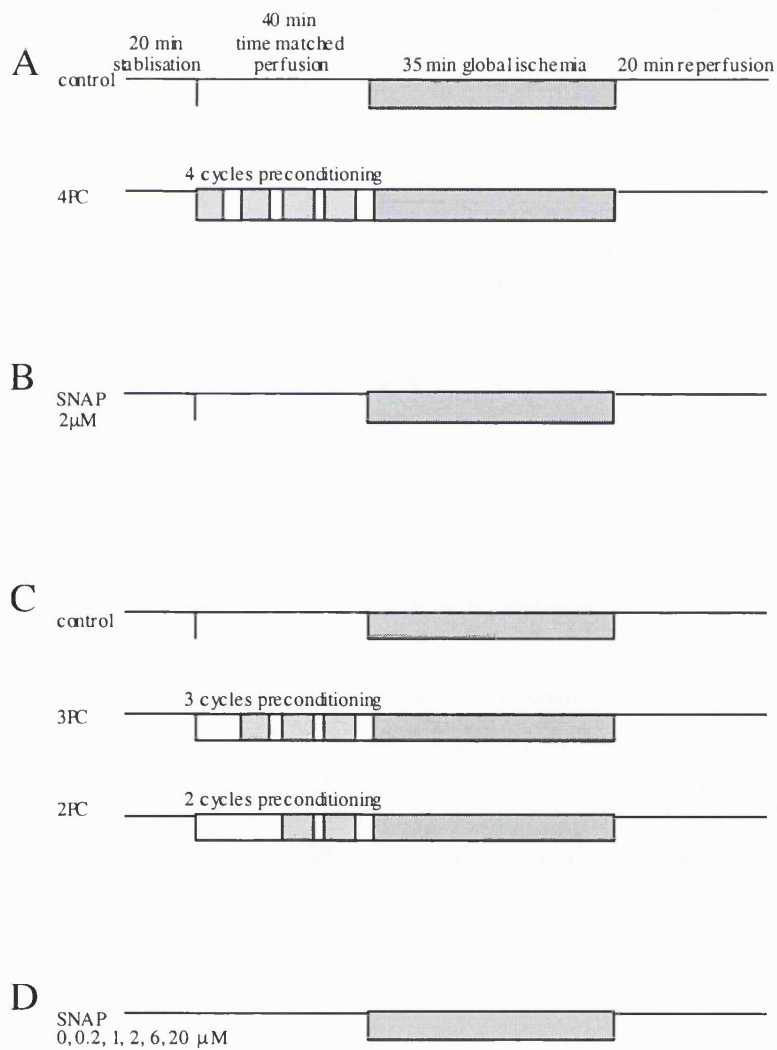 40 min
20 min time matched
stablisation perfusion 35 min global ischemia 20 min reperfusion
A
control
4 cycles preconditioning
4PC
B
SNAP
2µM
C
control
3 cycles preconditioning
3PC
2 cycles preconditioning
2PC
D
SNAP
0, 0.2, 1, 2, 6, 20 µM